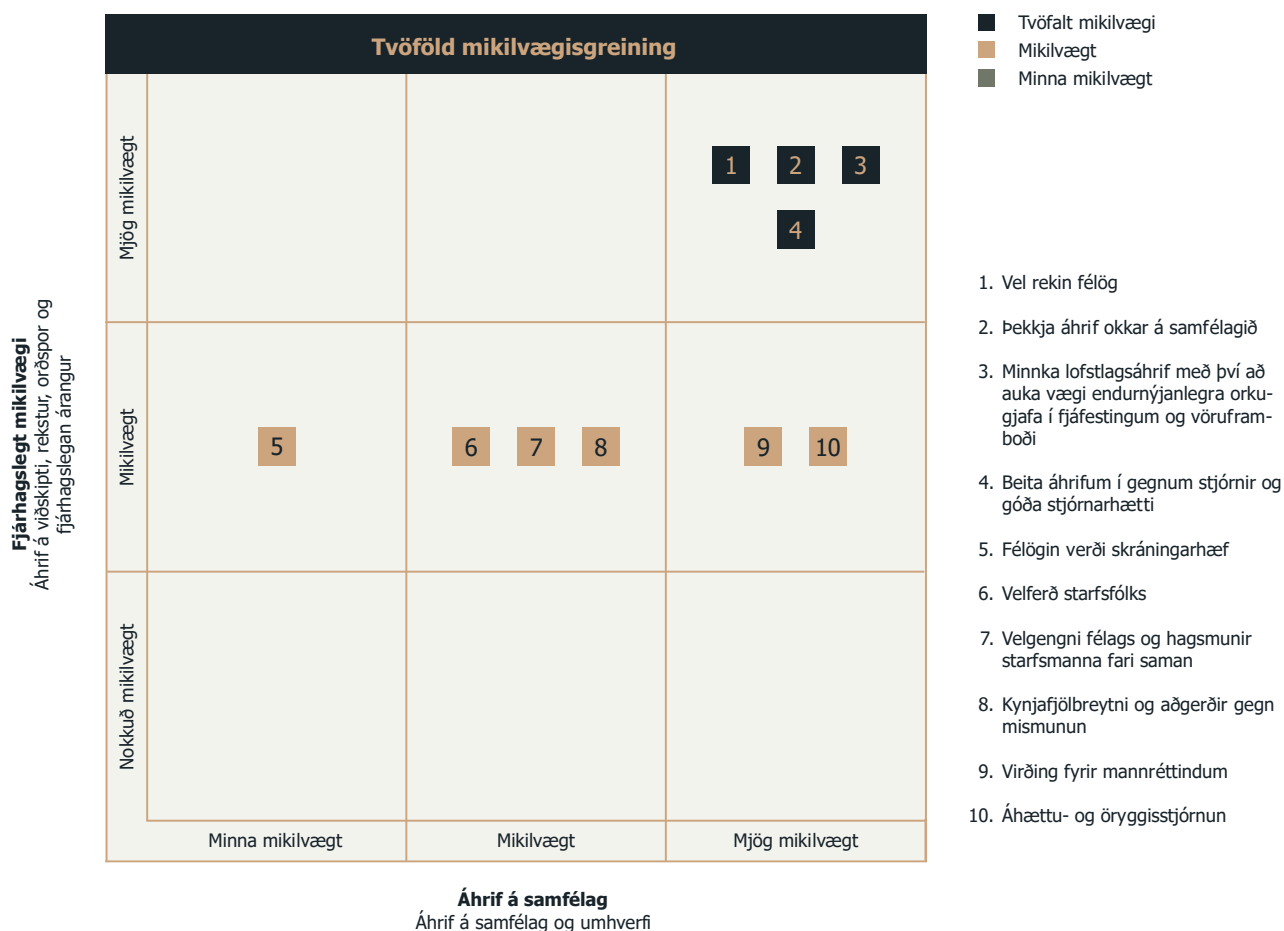 Tvöföld mikilvægisgreining
Tvöfalt mikilvægi
Mikilvægt
Minna mikilvægt
Fjárhagslegt mikilvægi
Áhrif á viðskipti, rekstur, orðspor og
fjárhagslegan árangur
Mjög mikilvægt
1 2 3
4
Mikilvægt
5 6 7 8 9 10
Nokkuð mikilvægt
Minna mikilvægt Mikilvægt Mjög mikilvægt
Áhrif á samfélag
Áhrif á samfélag og umhverfi
1. Vel rekin félög
2. Þekkja áhrif okkar á samfélagið
3. Minnka lofstlagsáhrif með því að
auka vægi endurnýjanlegra orku-
gjafa í fjáfestingum og vörufram-
boði
4. Beita áhrifum í gegnum stjórnir og
góða stjórnarhætti
5. Félögin verði skráningarhæf
6. Velferð starfsfólks
7. Velgengni félags og hagsmunir
starfsmanna fari saman
8. Kynjafjölbreytni og aðgerðir gegn
mismunun
9. Virðing fyrir mannréttindum
10. Áhættu- og öryggisstjórnun